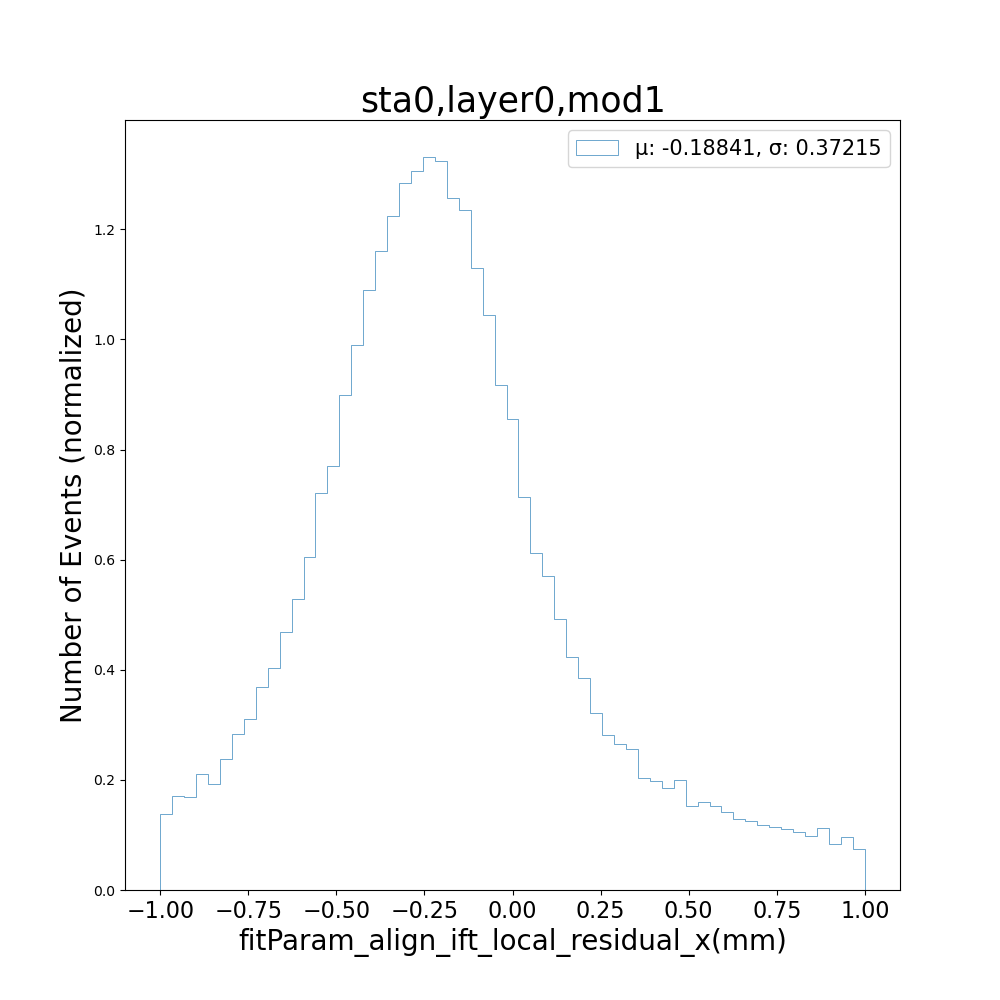 sta0,layer0,mod1
μ: -0.18841, σ: 0.37215
Number of Events (normalized)
1.2
1.0
0.8
0.6
0.4
0.2
0.0
−1.00 −0.75 −0.50 −0.25 0.00 0.25 0.50 0.75 1.00
fitParam_align_ift_local_residual_x(mm)